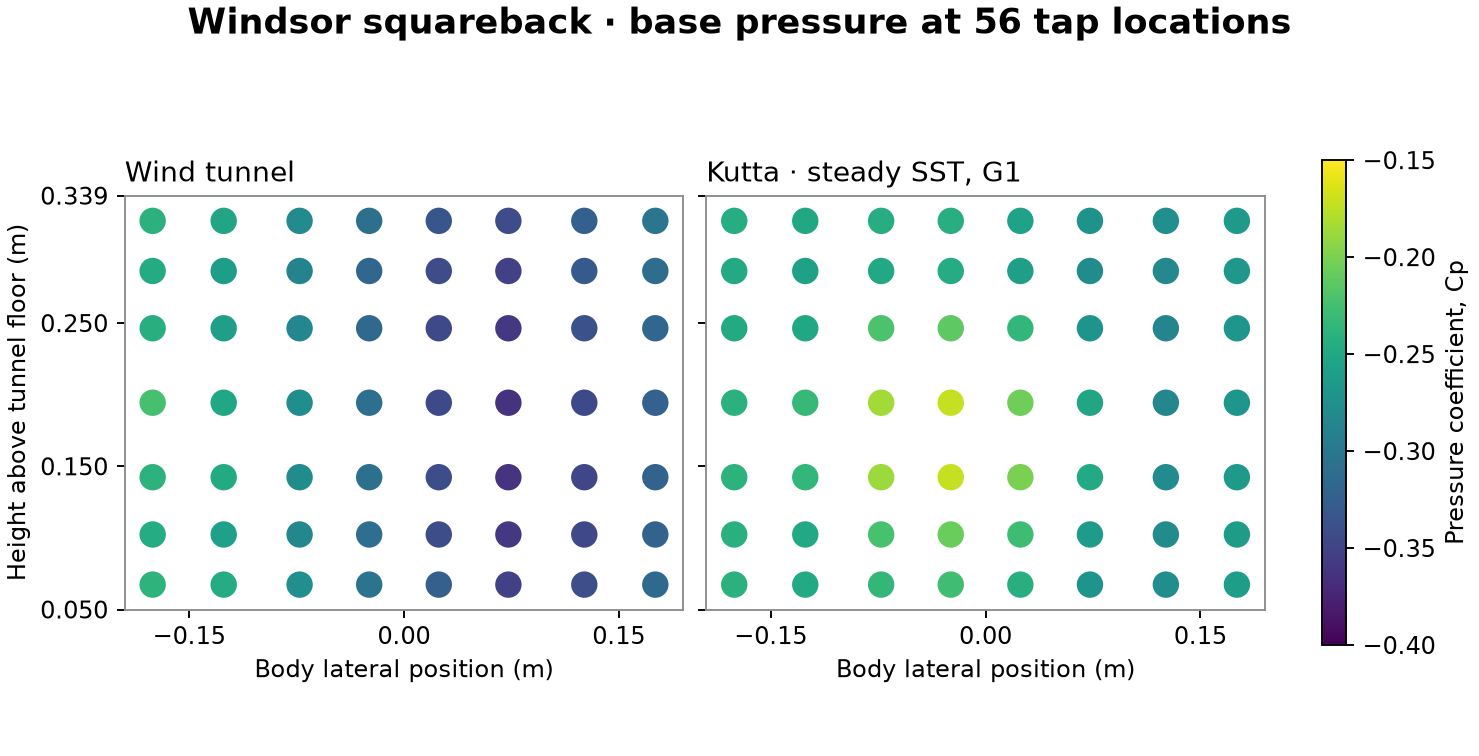 Windsor squareback · base pressure at 56 tap locations
Wind tunnel
Kutta · steady SST, G1
Height above tunnel floor (m)
0.339
0.250
0.150
0.050
−0.15 0.00 0.15
−0.15 0.00 0.15
Body lateral position (m)
Body lateral position (m)
−0.15
−0.20
−0.25
−0.30
−0.35
−0.40
Pressure coefficient, Cp